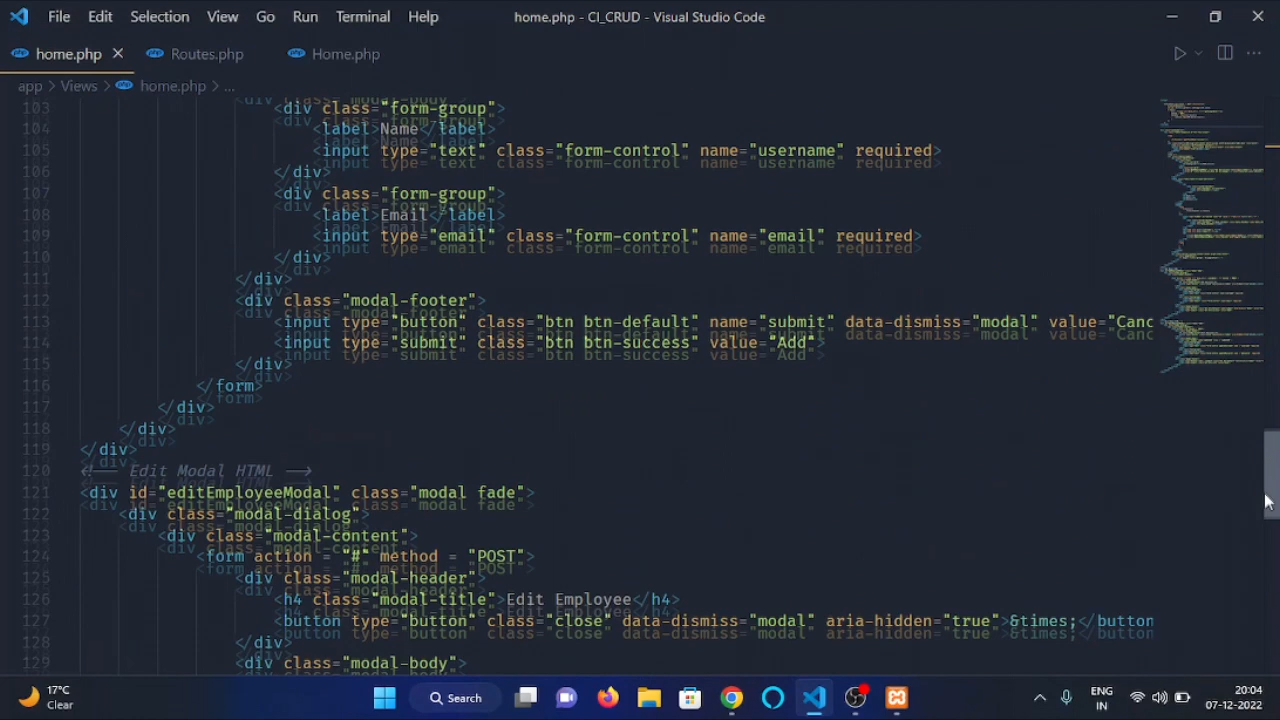 File Edit Selection View Go Run Terminal Help home.php - CI_CRUD - Visual Studio Code
home.php Routes.php Home.php
app > Views > home.php > ...
103 <div class="form-group">
104 <label>Name</label>
105 <input type="text" class="form-control" name="username" required>
106 </div>
107 <div class="form-group">
108 <label>Email</label>
109 <input type="email" class="form-control" name="email" required>
110 </div>
111 </div>
112 <div class="modal-footer">
113 <input type="button" class="btn btn-default" name="submit" data-dismiss="modal" value="Canc
114 <input type="submit" class="btn btn-success" value="Add">
115 </div>
116 </form>
117 </div>
118 </div>
119 </div>
120 <!-- Edit Modal HTML -->
121 <div id="editEmployeeModal" class="modal fade">
122 <div class="modal-dialog">
123 <div class="modal-content">
124 <form action = "#" method = "POST">
125 <div class="modal-header">
126 <h4 class="modal-title">Edit Employee</h4>
127 <button type="button" class="close" data-dismiss="modal" aria-hidden="true">&times;</button
128 </div>
129 <div class="modal-body">
17°C
Clear
Search
ENG
IN
20:04
07-12-2022